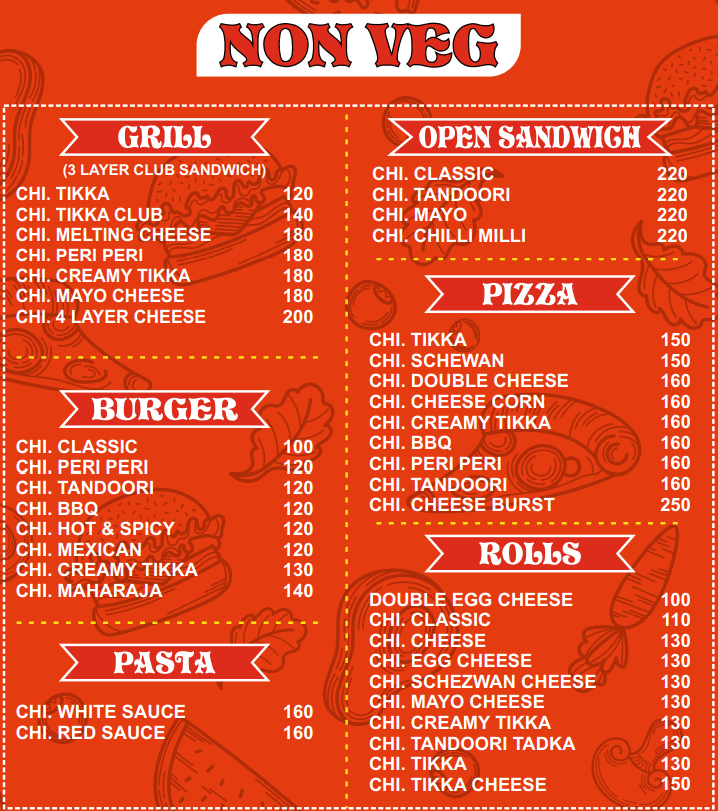 NON VEG
GRILL
(3 LAYER CLUB SANDWICH)
CHI. TIKKA 120
CHI. TIKKA CLUB 140
CHI. MELTING CHEESE 180
CHI. PERI PERI 180
CHI. CREAMY TIKKA 180
CHI. MAYO CHEESE 180
CHI. 4 LAYER CHEESE 200
BURGER
CHI. CLASSIC 100
CHI. PERI PERI 120
CHI. TANDOORI 120
CHI. BBQ 120
CHI. HOT & SPICY 120
CHI. MEXICAN 120
CHI. CREAMY TIKKA 130
CHI. MAHARAJA 140
PASTA
CHI. WHITE SAUCE 160
CHI. RED SAUCE 160
OPEN SANDWICH
CHI. CLASSIC 220
CHI. TANDOORI 220
CHI. MAYO 220
CHI. CHILLI MILLI 220
PIZZA
CHI. TIKKA 150
CHI. SCHEWAN 150
CHI. DOUBLE CHEESE 160
CHI. CHEESE CORN 160
CHI. CREAMY TIKKA 160
CHI. BBQ 160
CHI. PERI PERI 160
CHI. TANDOORI 160
CHI. CHEESE BURST 250
ROLLS
DOUBLE EGG CHEESE 100
CHI. CLASSIC 110
CHI. CHEESE 130
CHI. EGG CHEESE 130
CHI. SCHEZWAN CHEESE 130
CHI. MAYO CHEESE 130
CHI. CREAMY TIKKA 130
CHI. TANDOORI TADKA 130
CHI. TIKKA 130
CHI. TIKKA CHEESE 150